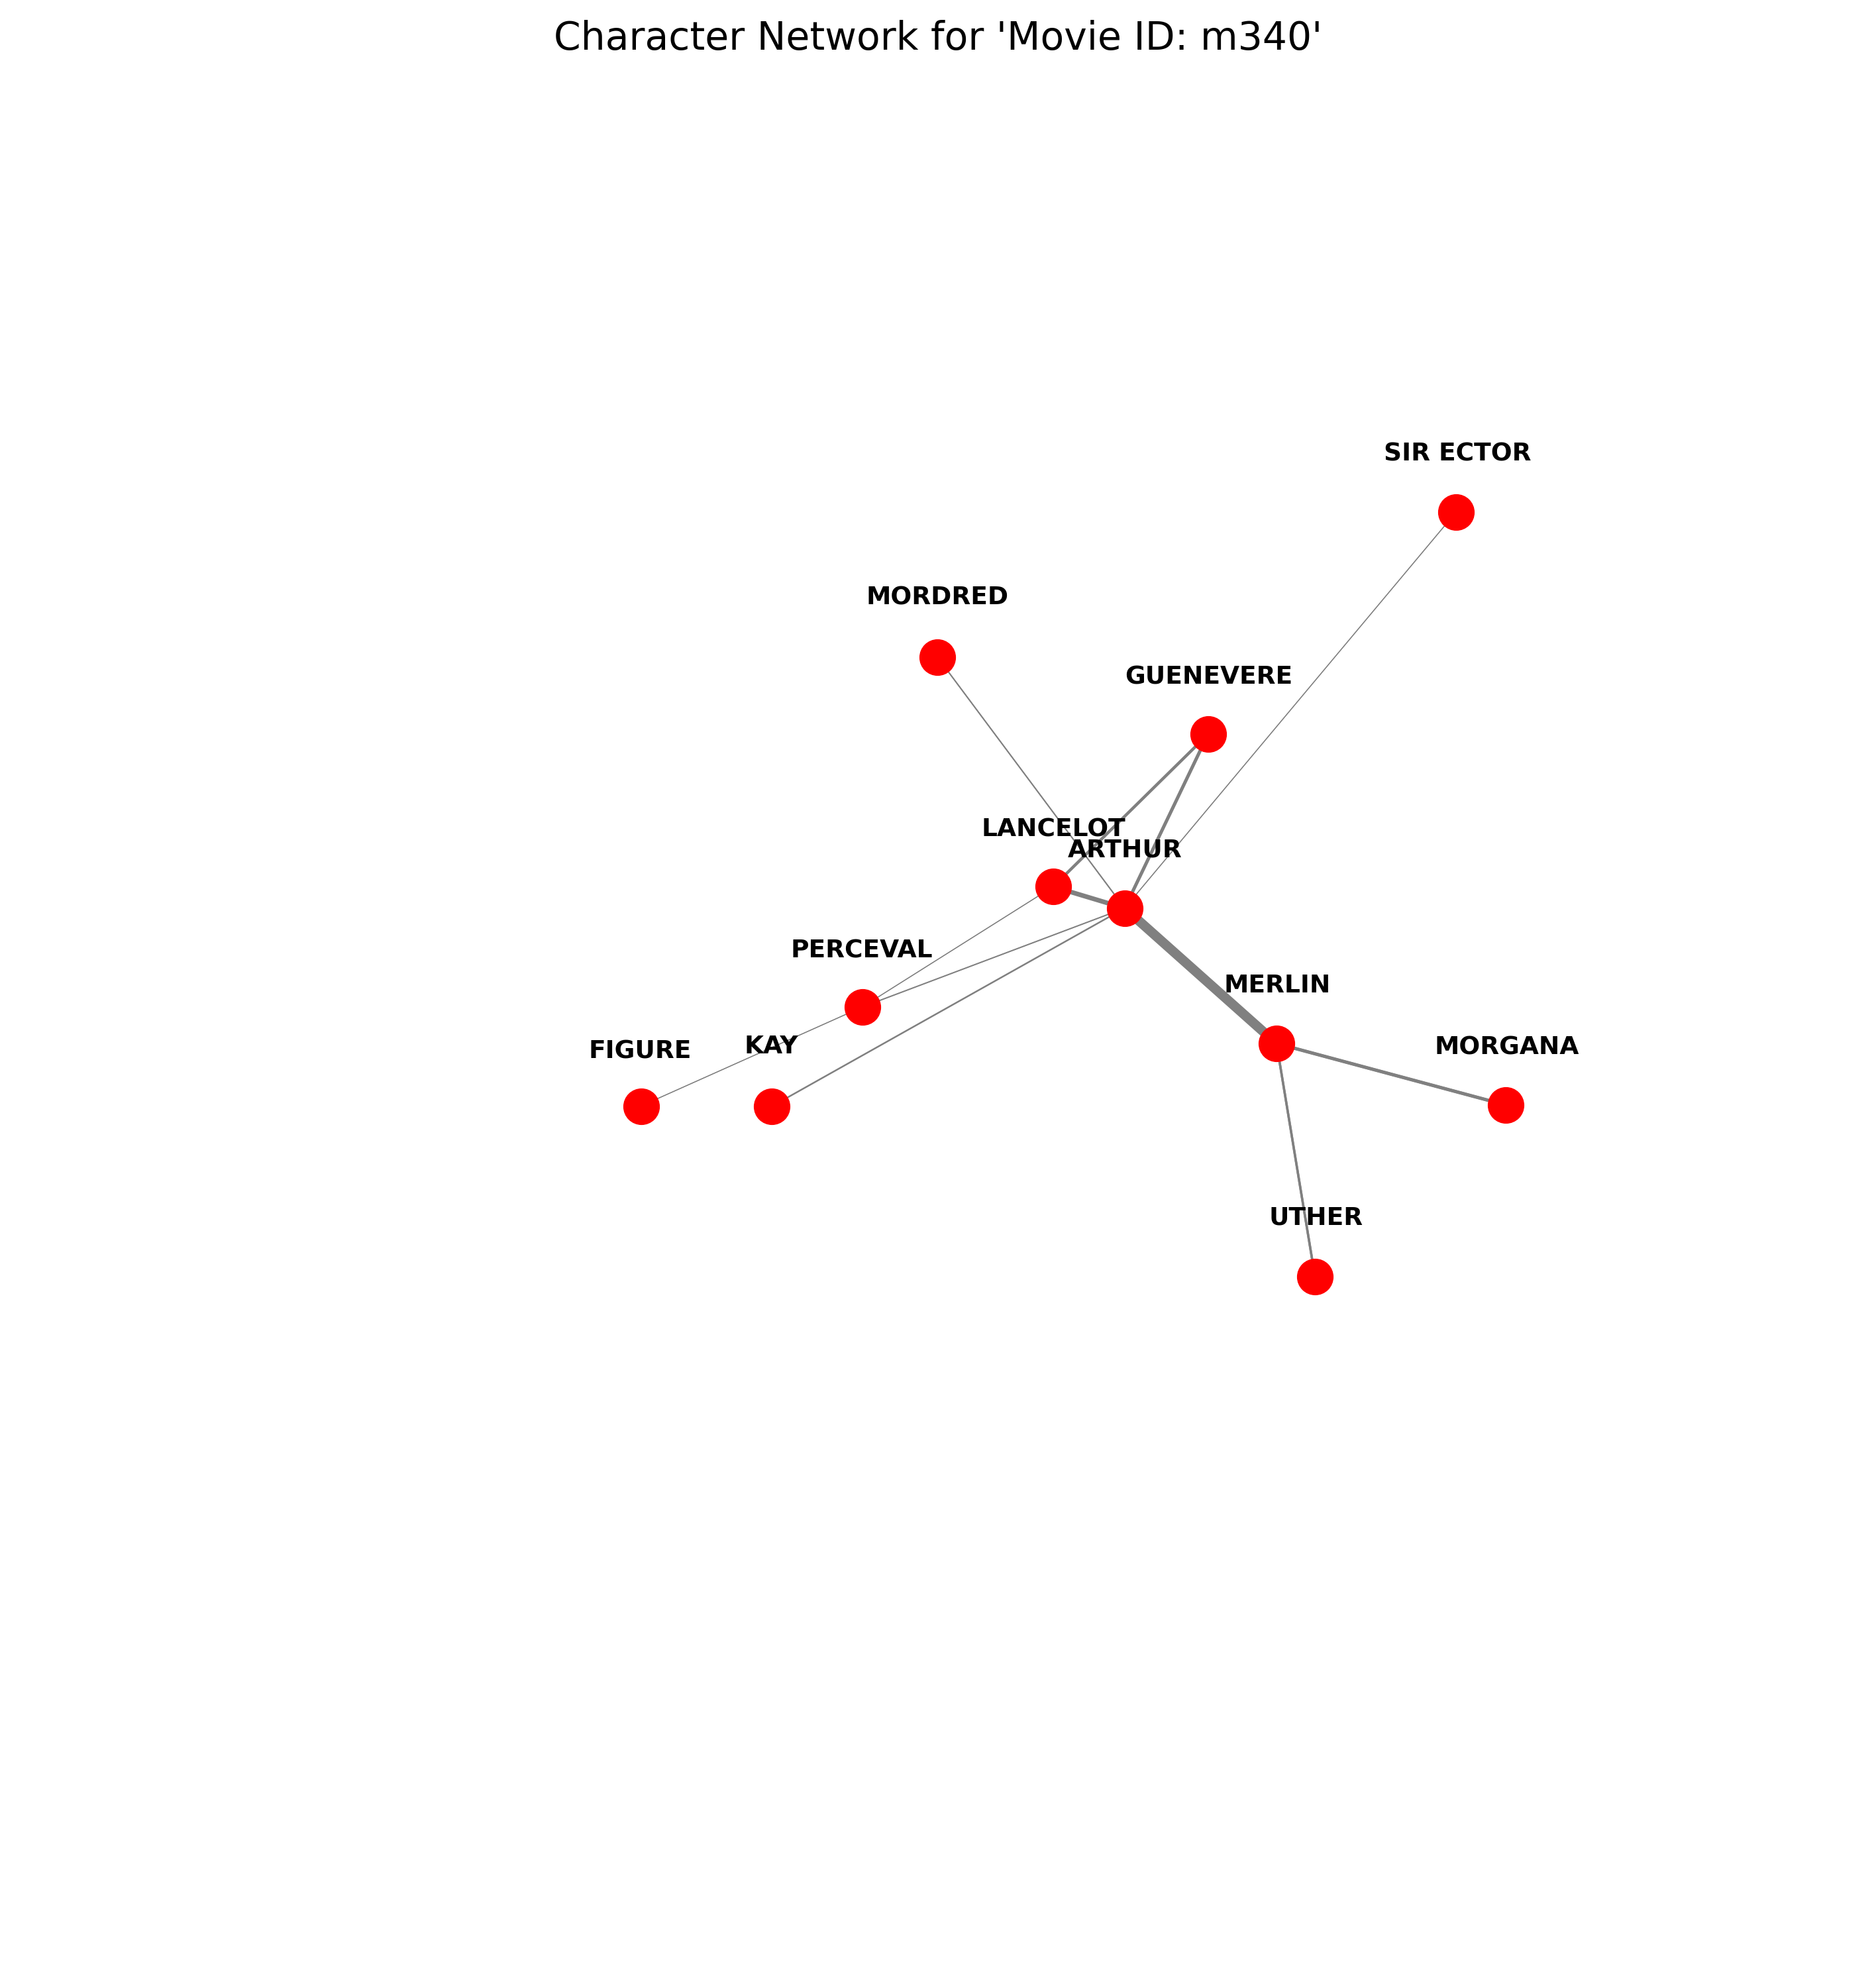 Character Network for 'Movie ID: m340'
SIR ECTOR
MORDRED
GUENEVERE
LANCELOT
ARTHUR
PERCEVAL
MERLIN
FIGURE
KAY
MORGANA
UTHER